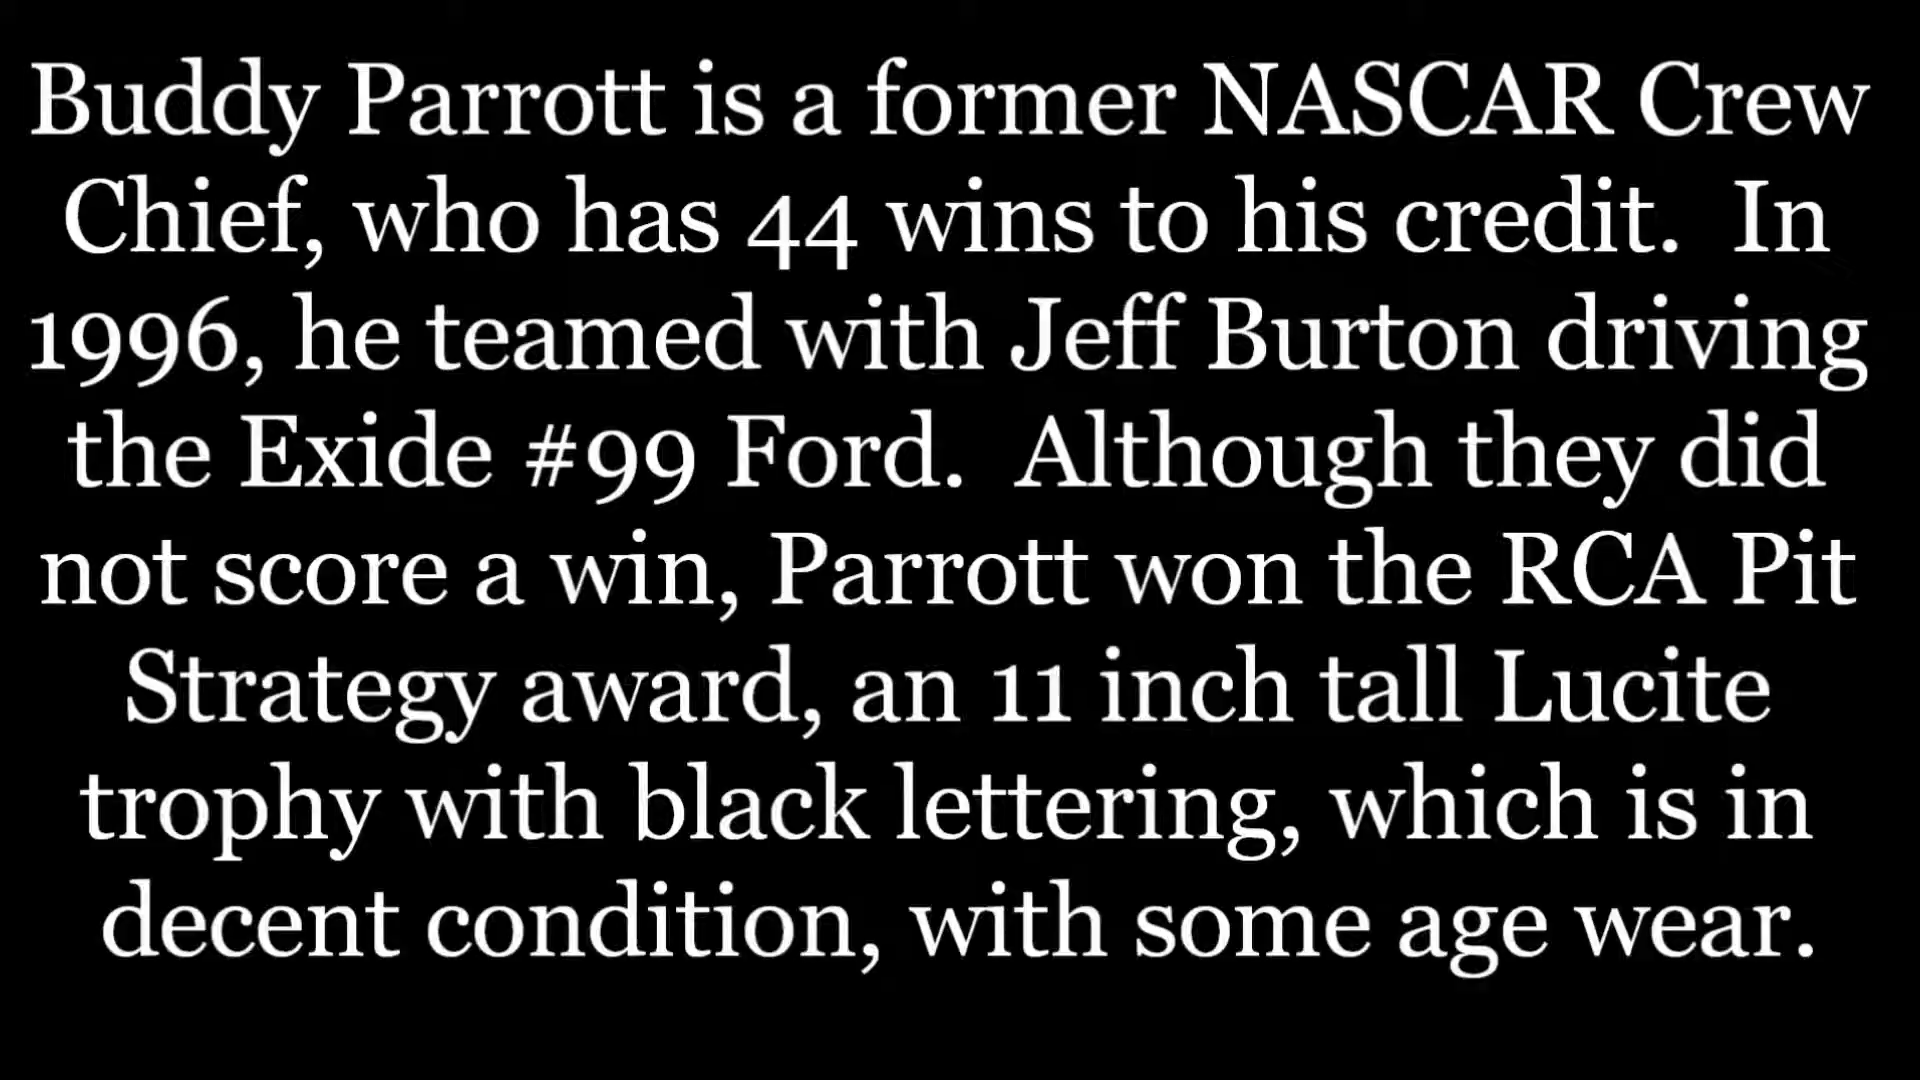 Buddy Parrott is a former NASCAR Crew
Chief, who has 44 wins to his credit.  In
1996, he teamed with Jeff Burton driving
the Exide #99 Ford.  Although they did
not score a win, Parrott won the RCA Pit
Strategy award, an 11 inch tall Lucite
trophy with black lettering, which is in
decent condition, with some age wear.